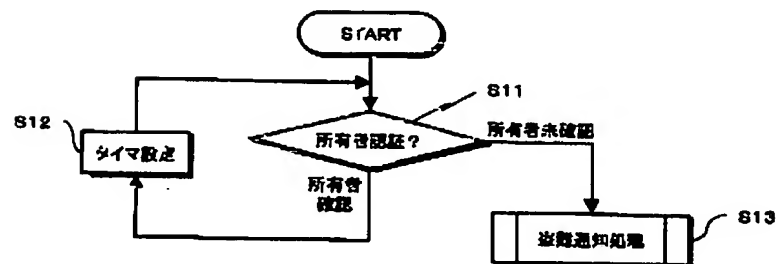 START
S11
S12
所有者認証？
所有者未確認
タイマ設定
所有者
確認
S13
盗難通知処理